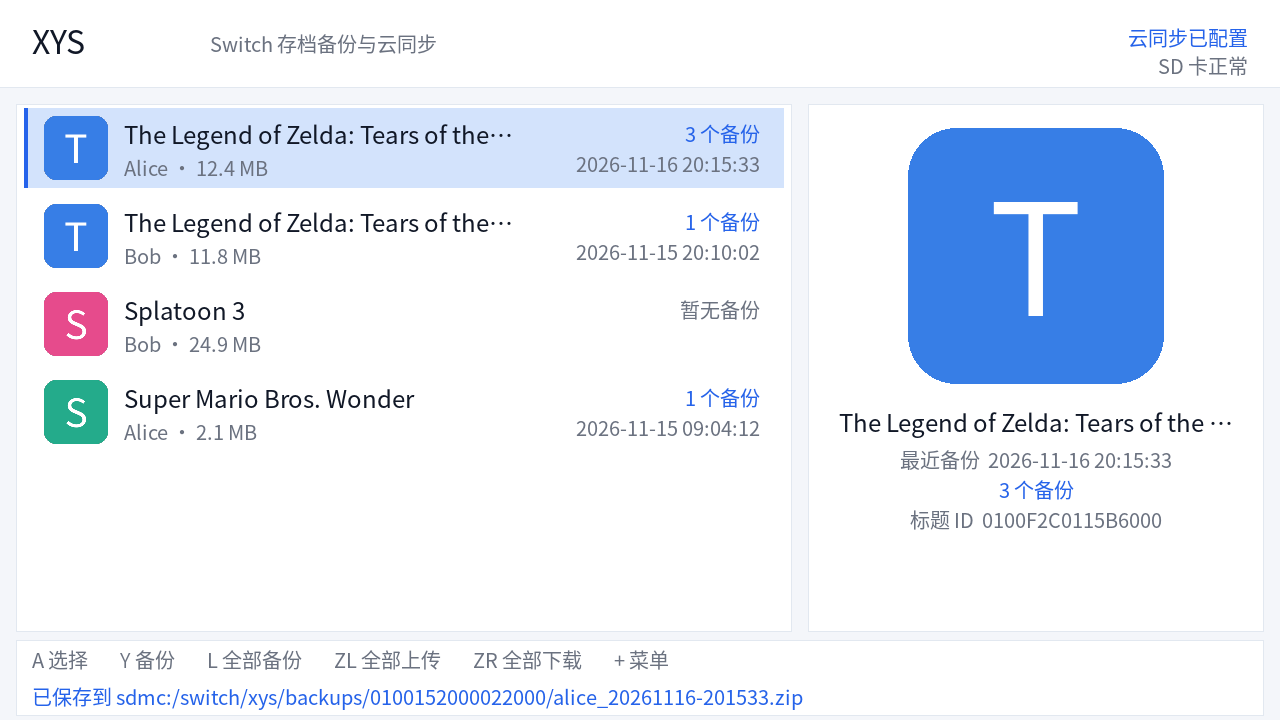 XYS
Switch 存档备份与云同步
云同步已配置
SD 卡正常
T
The Legend of Zelda: Tears of the···
3 个备份
Alice · 12.4 MB
2026-11-16 20:15:33
T
The Legend of Zelda: Tears of the···
1 个备份
Bob · 11.8 MB
2026-11-15 20:10:02
S
Splatoon 3
暂无备份
Bob · 24.9 MB
S
Super Mario Bros. Wonder
1 个备份
Alice · 2.1 MB
2026-11-15 09:04:12
T
The Legend of Zelda: Tears of the ···
最近备份 2026-11-16 20:15:33
3 个备份
标题 ID 0100F2C0115B6000
A 选择 Y 备份 L 全部备份 ZL 全部上传 ZR 全部下载 + 菜单
已保存到 sdmc:/switch/xys/backups/0100152000022000/alice_20261116-201533.zip